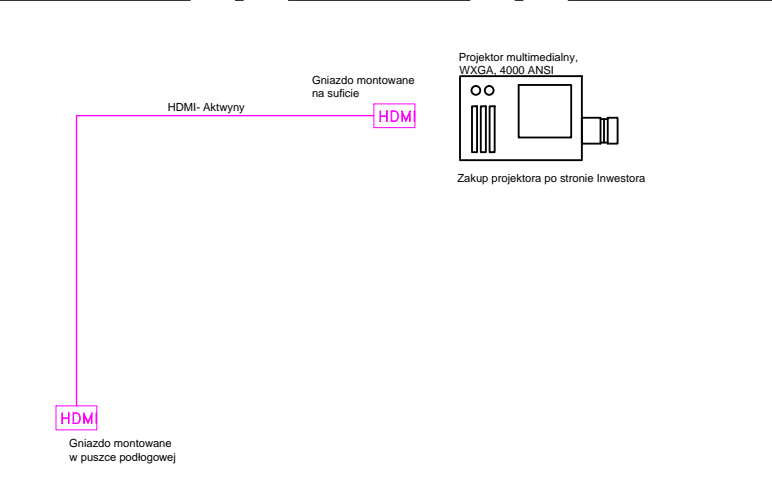 Projektor multimedialny,
WXGA, 4000 ANSI
Gniazdo montowane
na suficie
HDMI- Aktwyny
HDMI
Zakup projektora po stronie Inwestora
HDMI
Gniazdo montowane
w puszce podłogowej